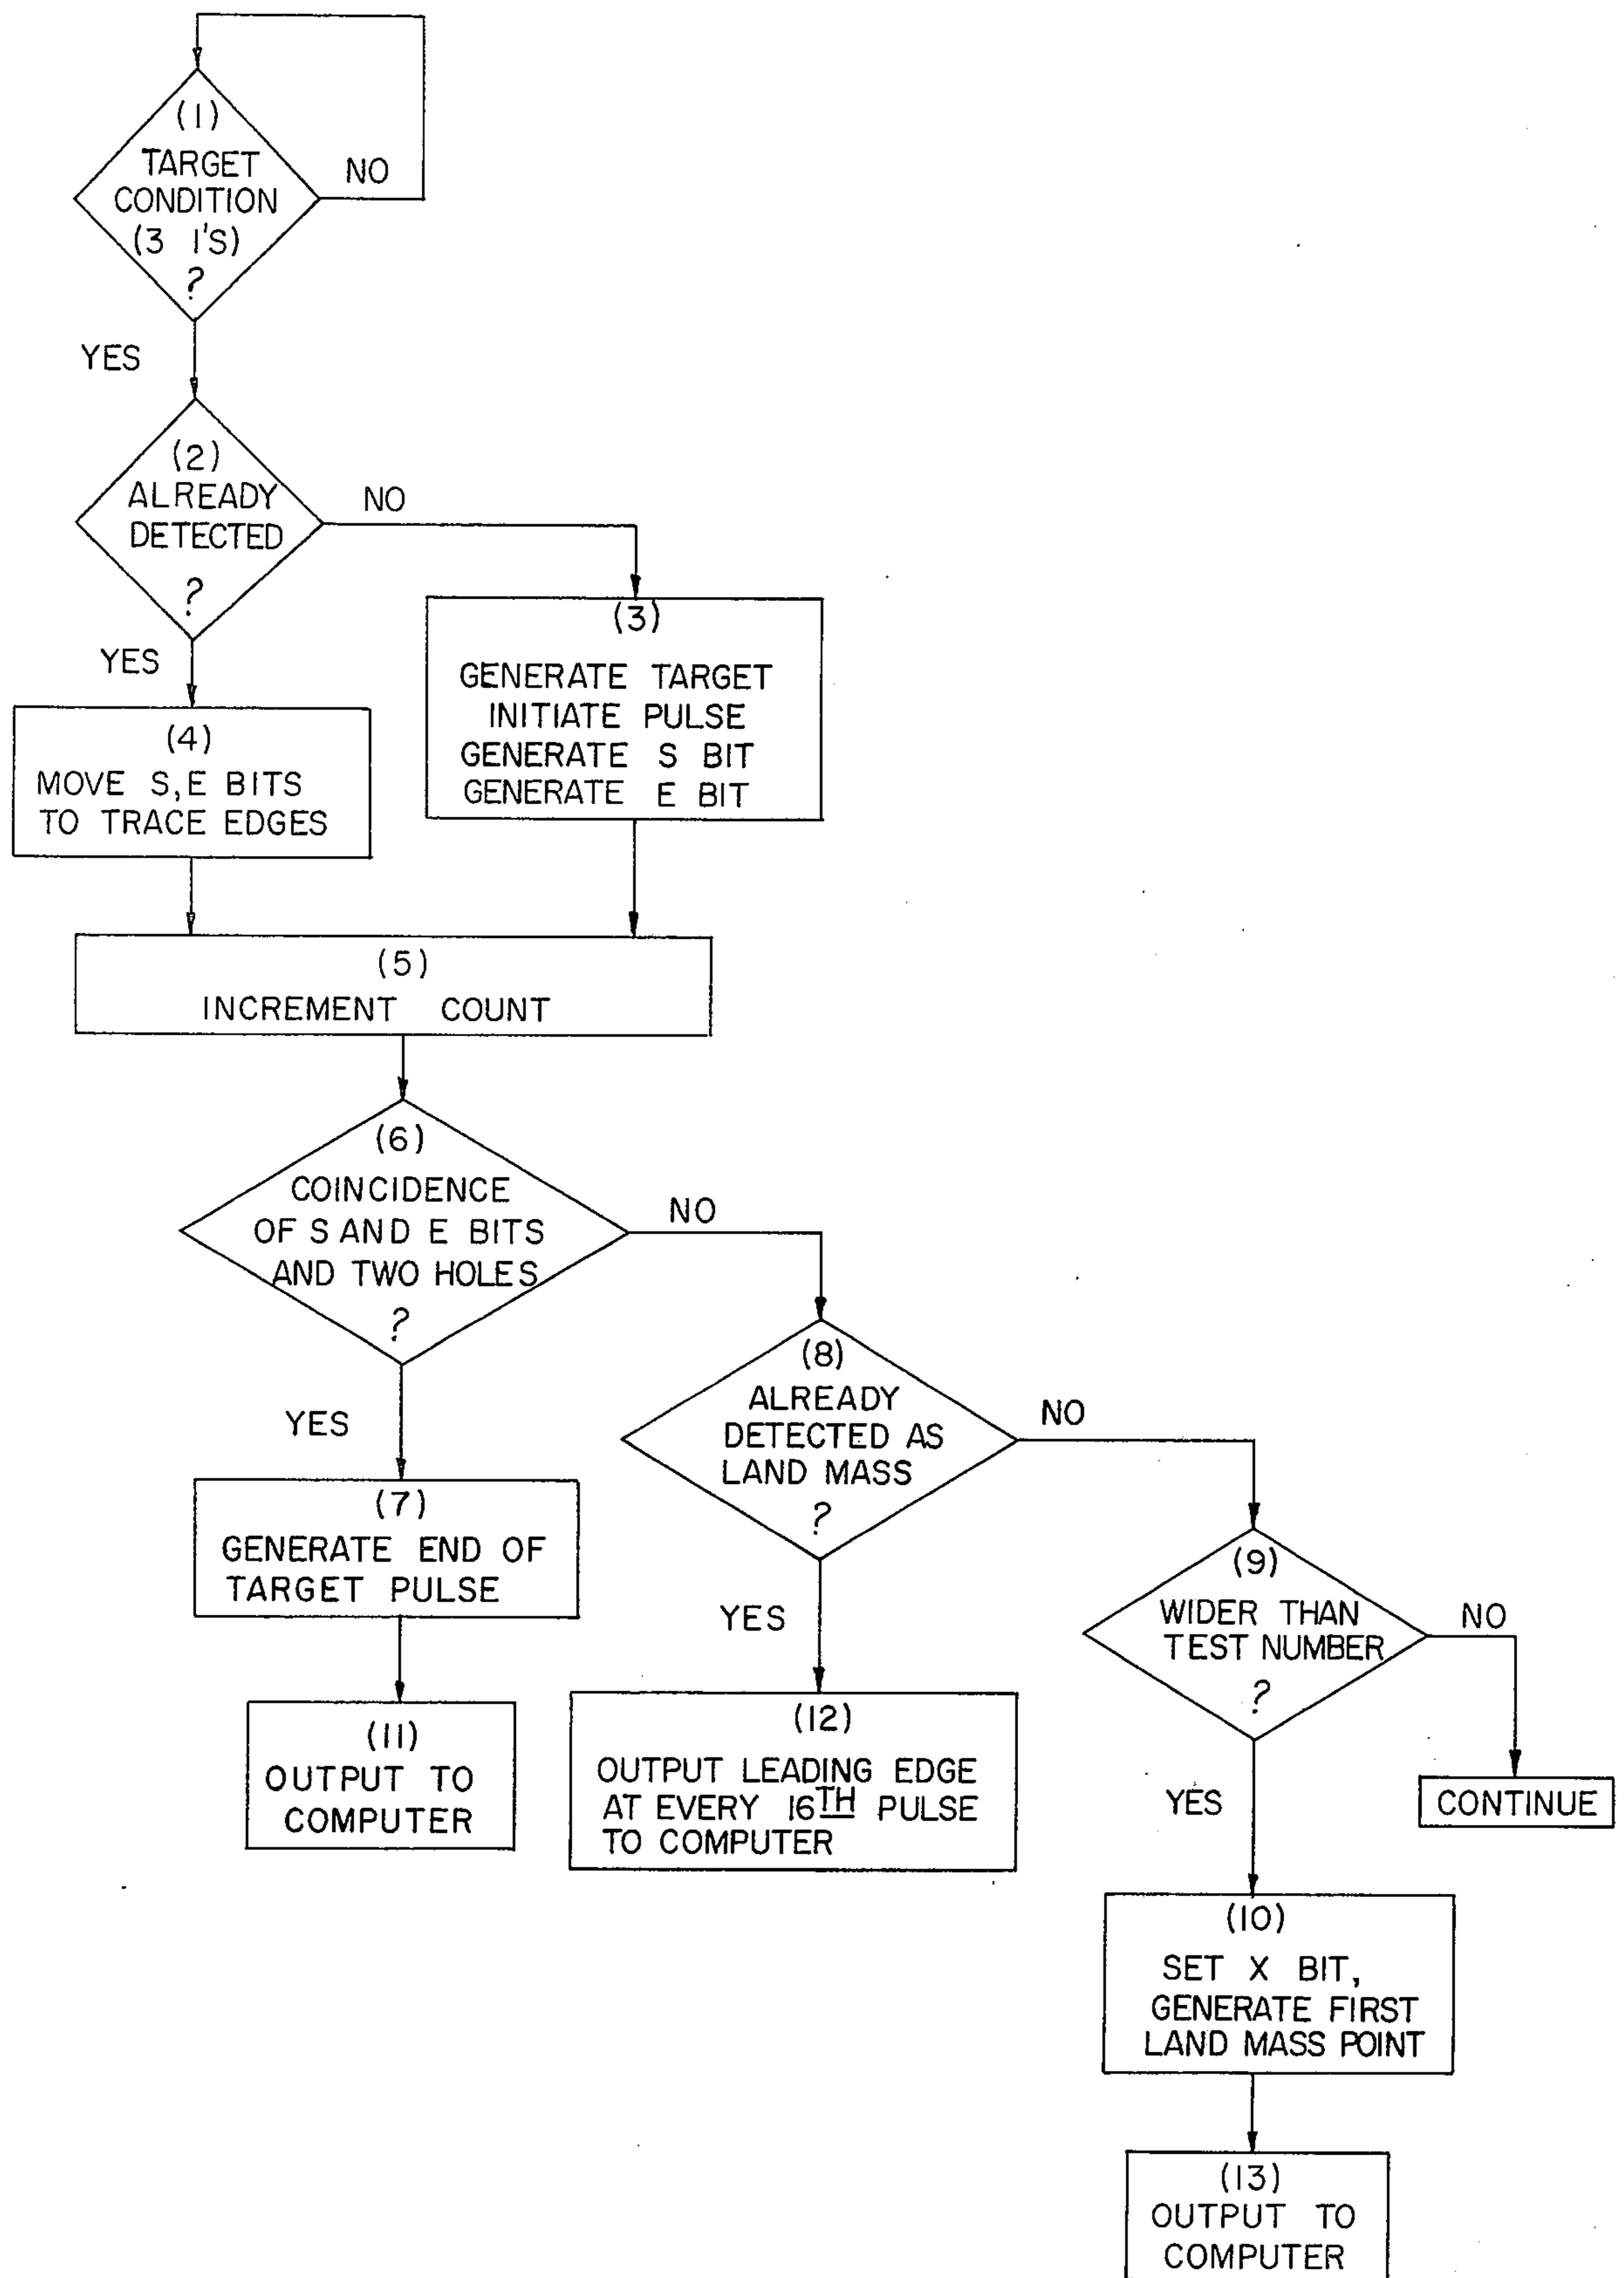 (1)
TARGET
CONDITION
(3 1'S)
?
NO
YES
(2)
ALREADY
DETECTED
?
NO
YES
(3)
GENERATE TARGET
INITIATE PULSE
GENERATE S BIT
GENERATE E BIT
(4)
MOVE S,E BITS
TO TRACE EDGES
(5)
INCREMENT COUNT
(6)
COINCIDENCE
OF S AND E BITS
AND TWO HOLES
?
NO
YES
(7)
GENERATE END OF
TARGET PULSE
(8)
ALREADY
DETECTED AS
LAND MASS
?
NO
YES
(9)
WIDER THAN
TEST NUMBER
?
NO
YES
CONTINUE
(11)
OUTPUT TO
COMPUTER
(12)
OUTPUT LEADING EDGE
AT EVERY 16TH PULSE
TO COMPUTER
(10)
SET X BIT,
GENERATE FIRST
LAND MASS POINT
(13)
OUTPUT TO
COMPUTER